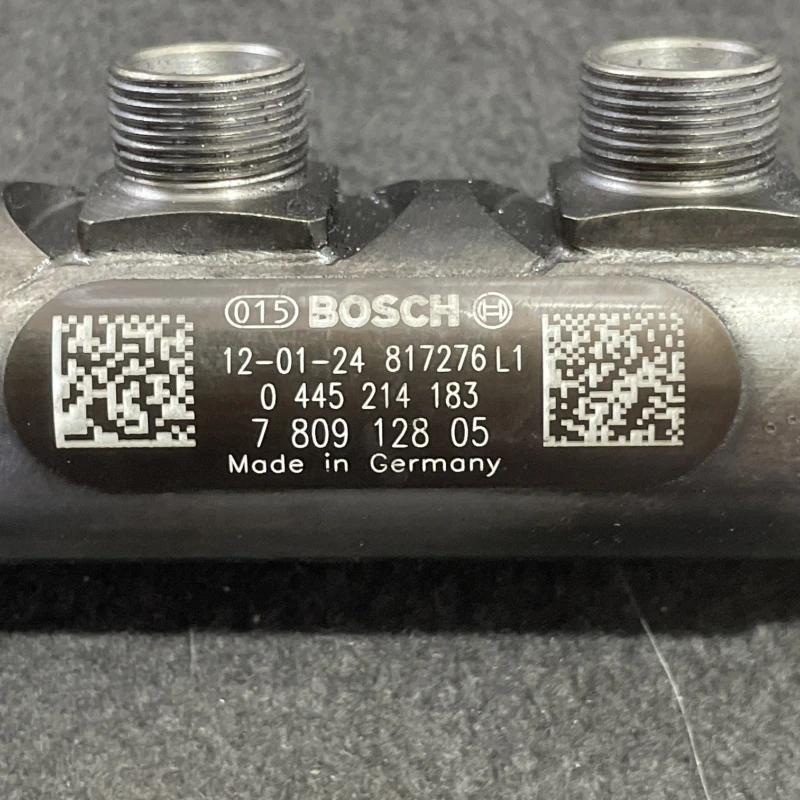 015 BOSCH
12-01-24 817276 L1
0 445 214 183
7 809 128 05
Made in Germany